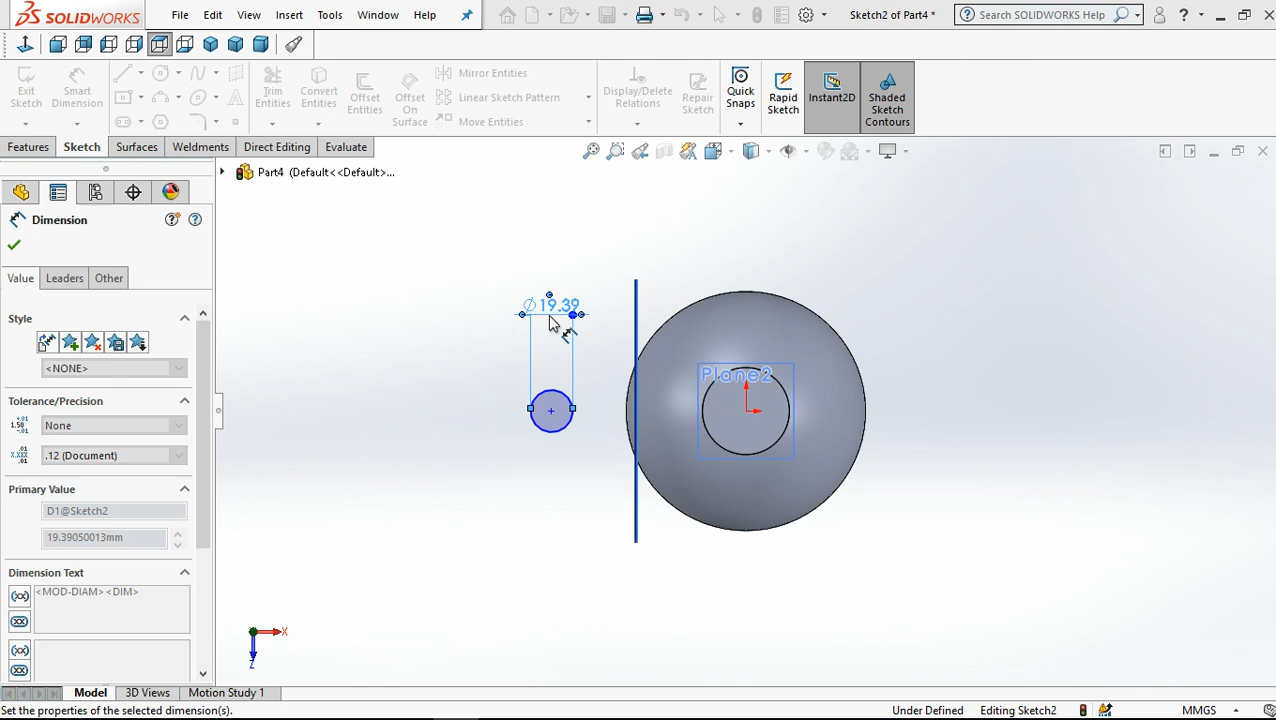 SOLIDWORKS File Edit View Insert Tools Window Help Sketch2 of Part4 * Search SOLIDWORKS Help ?
Exit Sketch Smart Dimension Trim Entities Convert Entities Offset Entities Offset On Surface Mirror Entities Linear Sketch Pattern Move Entities Display/Delete Relations Repair Sketch Quick Snaps Rapid Sketch Instant2D Shaded Sketch Contours
Features Sketch Surfaces Weldments Direct Editing Evaluate
Part4 (Default<<Default>...
Dimension
Value Leaders Other
Style
<NONE>
Tolerance/Precision
None
.12 (Document)
Primary Value
D1@Sketch2
19.39050013mm
Dimension Text
<MOD-DIAM><DIM>
∅19.39
Plane2
X
Z
Model 3D Views Motion Study 1
Set the properties of the selected dimension(s). Under Defined Editing Sketch2 MMGS